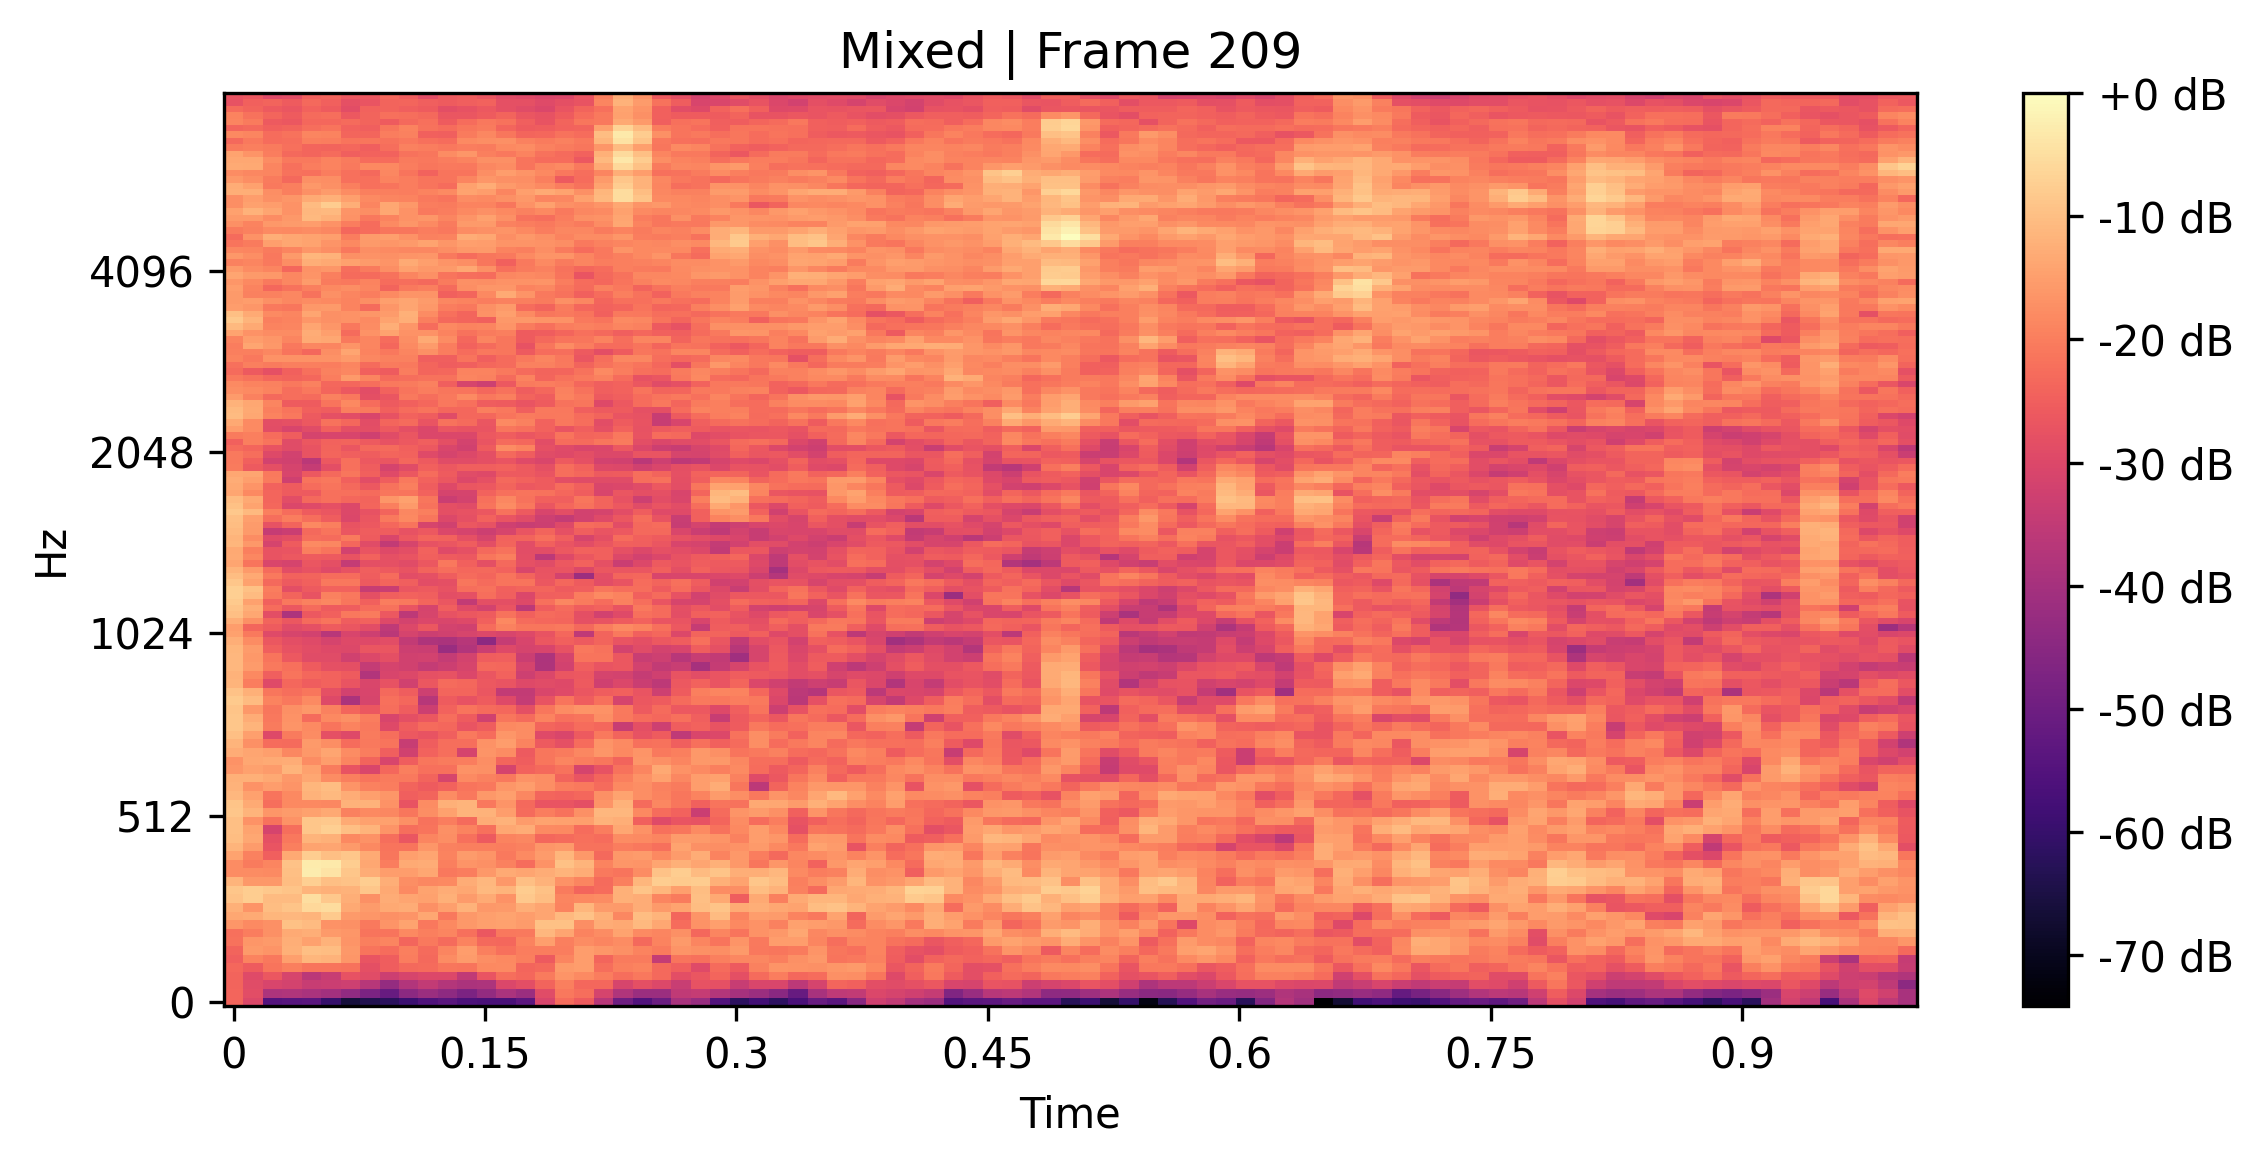 Mixed | Frame 209
+0 dB
-10 dB
-20 dB
-30 dB
-40 dB
-50 dB
-60 dB
-70 dB
4096
2048
1024
512
0
Hz
0 0.15 0.3 0.45 0.6 0.75 0.9
Time